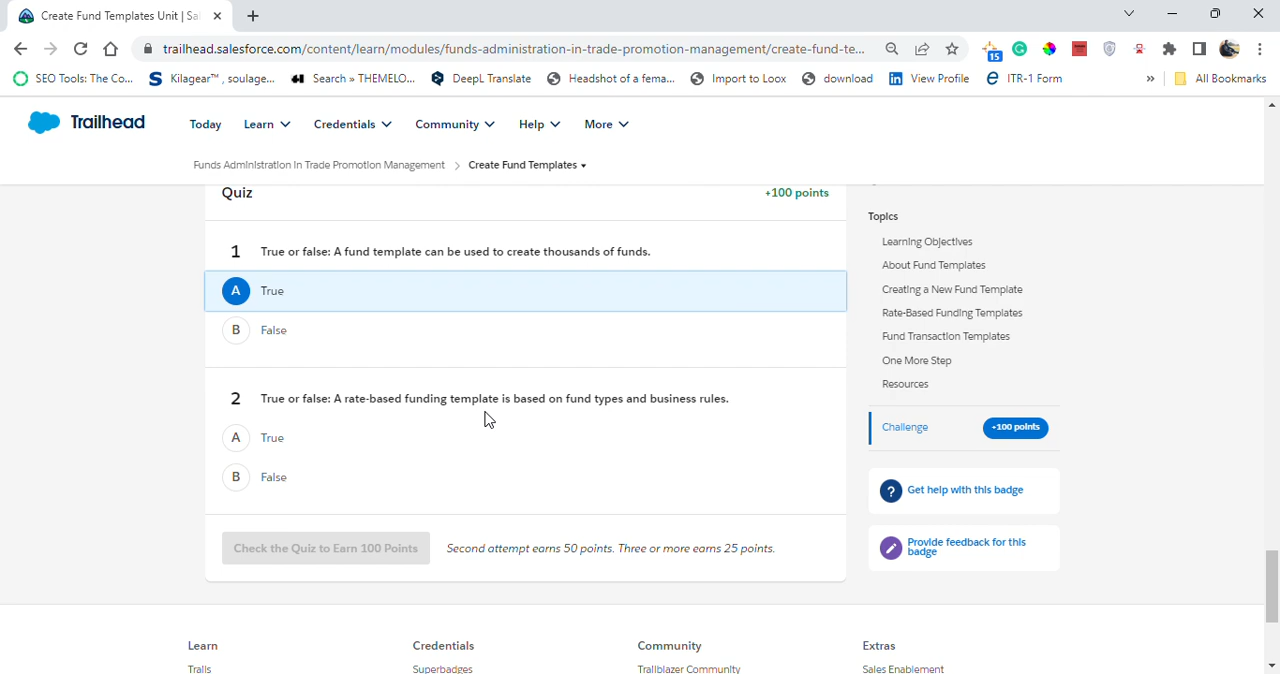 Create Fund Templates Unit | Sa
trailhead.salesforce.com/content/learn/modules/funds-administration-in-trade-promotion-management/create-fund-te...
15
SEO Tools: The Co...
S Kilagear™ , soulage...
Search » THEMELO...
DeepL Translate
Headshot of a fema...
Import to Loox
download
in View Profile
ITR-1 Form
»
All Bookmarks
Trailhead
Today
Learn
Credentials
Community
Help
More
Funds Administration in Trade Promotion Management > Create Fund Templates
Quiz
+100 points
1 True or false: A fund template can be used to create thousands of funds.
A True
B False
2 True or false: A rate-based funding template is based on fund types and business rules.
A True
B False
Check the Quiz to Earn 100 Points
Second attempt earns 50 points. Three or more earns 25 points.
Topics
Learning Objectives
About Fund Templates
Creating a New Fund Template
Rate-Based Funding Templates
Fund Transaction Templates
One More Step
Resources
Challenge
+100 points
? Get help with this badge
Provide feedback for this
badge
Learn
Credentials
Community
Extras
Trails
Superbadges
Trailblazer Community
Sales Enablement